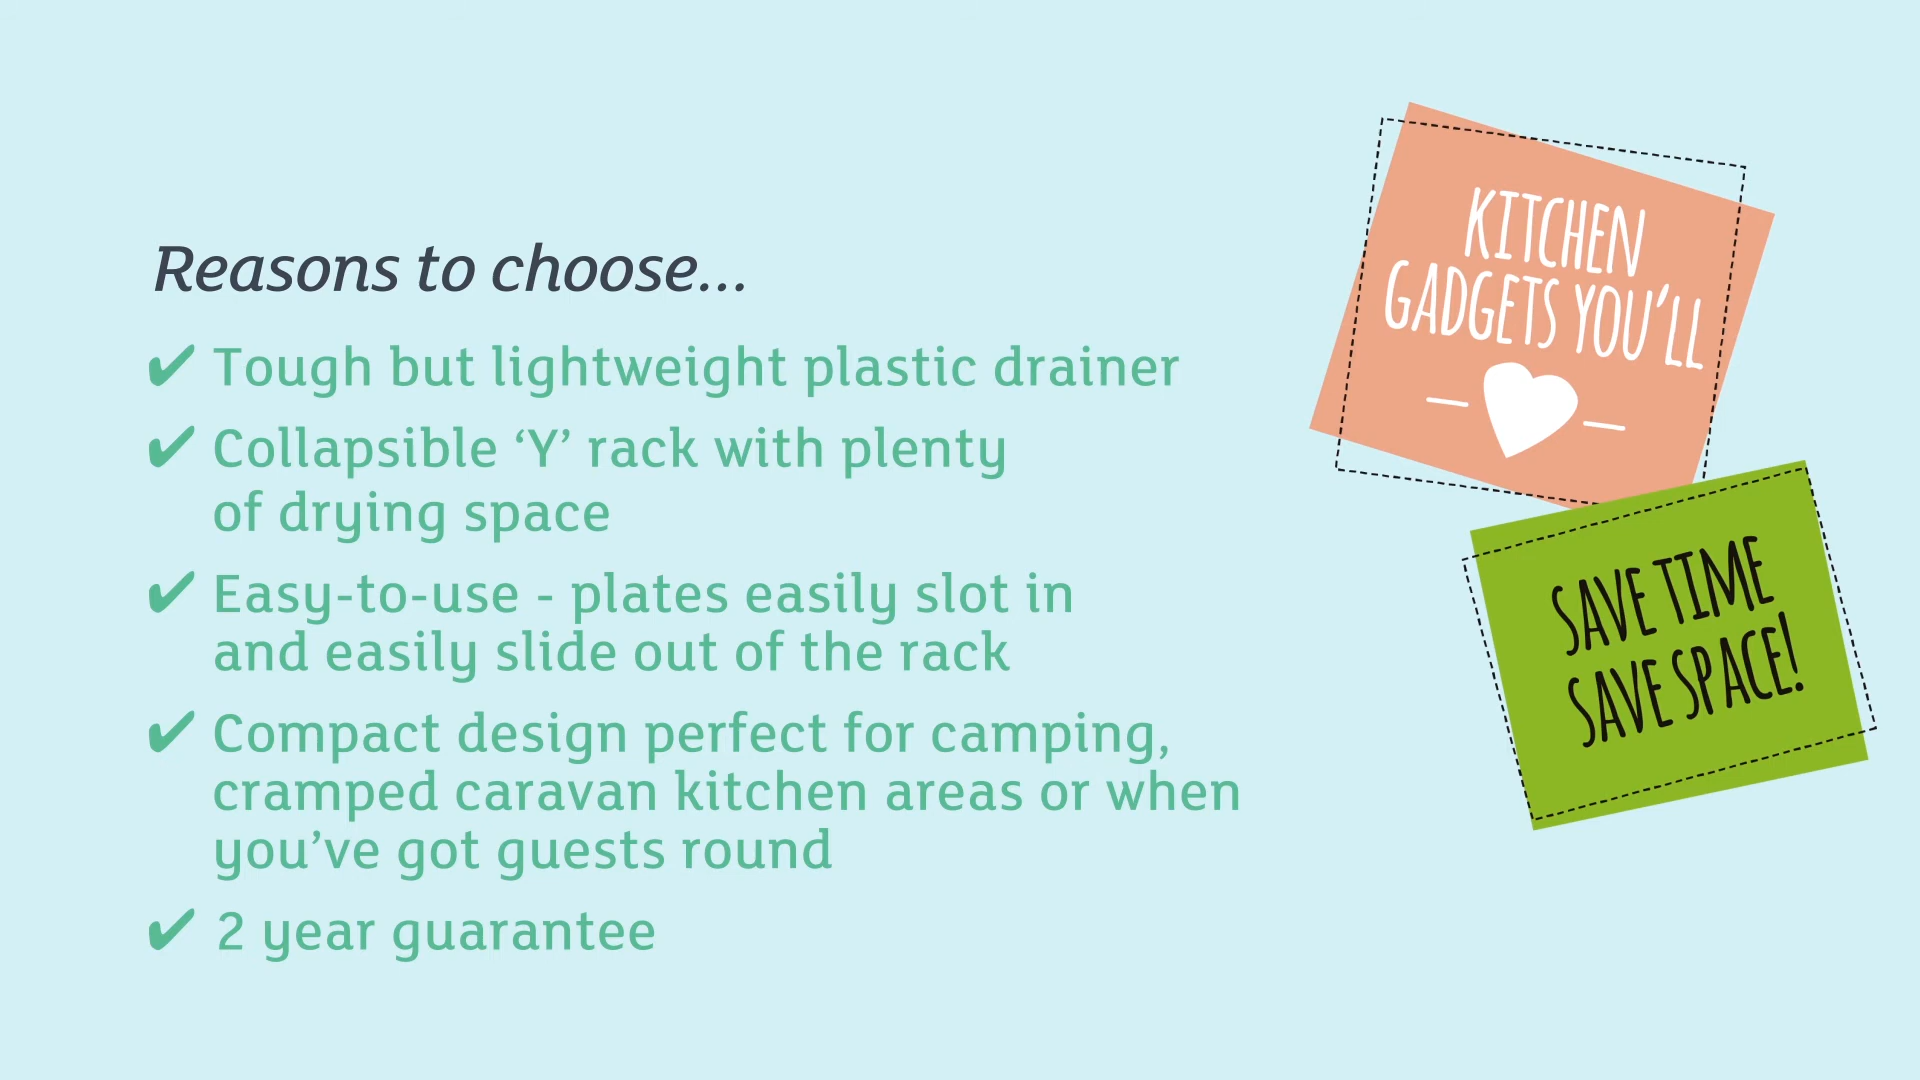 Reasons to choose...
✔ Tough but lightweight plastic drainer
✔ Collapsible ‘Y’ rack with plenty
of drying space
✔ Easy-to-use - plates easily slot in
and easily slide out of the rack
✔ Compact design perfect for camping,
cramped caravan kitchen areas or when
you’ve got guests round
✔ 2 year guarantee
KITCHEN
GADGETS YOU’LL
SAVE TIME
SAVE SPACE!